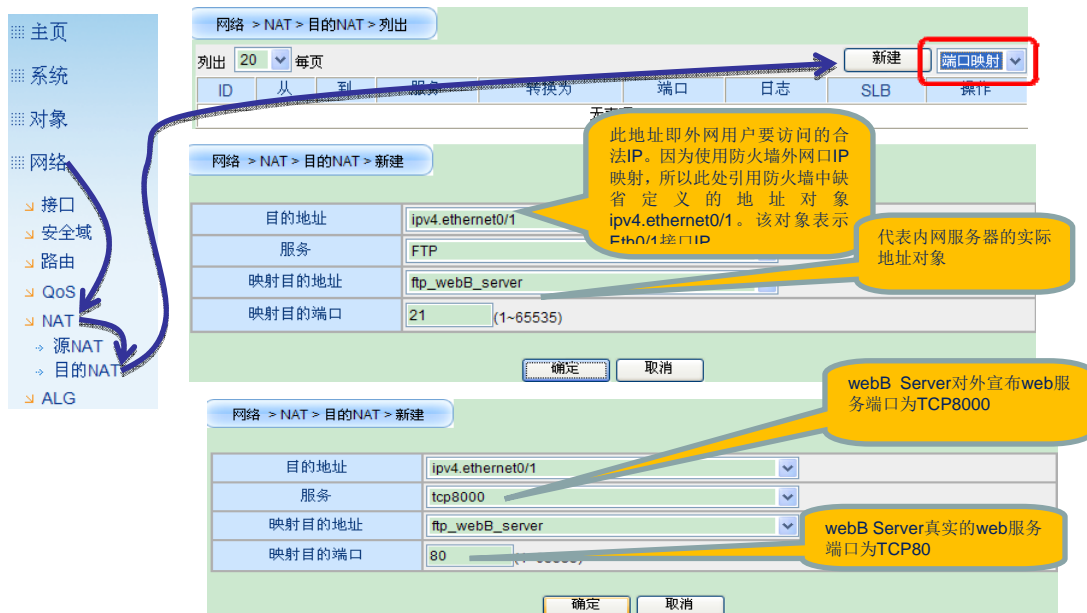 主页
系统
对象
网络
接口
安全域
路由
QoS
NAT
源NAT
目的NAT
ALG
网络 > NAT > 目的NAT > 列出
列出 20 每页
新建 端口映射
ID 从 到 服务 转换为 端口 日志 SLB 操作
网络 > NAT > 目的NAT > 新建
此地址即外网用户要访问的合
法IP。因为使用防火墙外网口IP
映射，所以此处引用防火墙中缺
省定义的地址对象
ipv4.ethernet0/1。该对象表示
Eth0/1接口IP
目的地址 ipv4.ethernet0/1
服务 FTP
映射目的地址 ftp_webB_server
映射目的端口 21 (1~65535)
代表内网服务器的实际
地址对象
确定 取消
webB Server对外宣布web服
务端口为TCP8000
网络 > NAT > 目的NAT > 新建
目的地址 ipv4.ethernet0/1
服务 tcp8000
映射目的地址 ftp_webB_server
映射目的端口 80 (1~65535)
webB Server真实的web服务
端口为TCP80
确定 取消